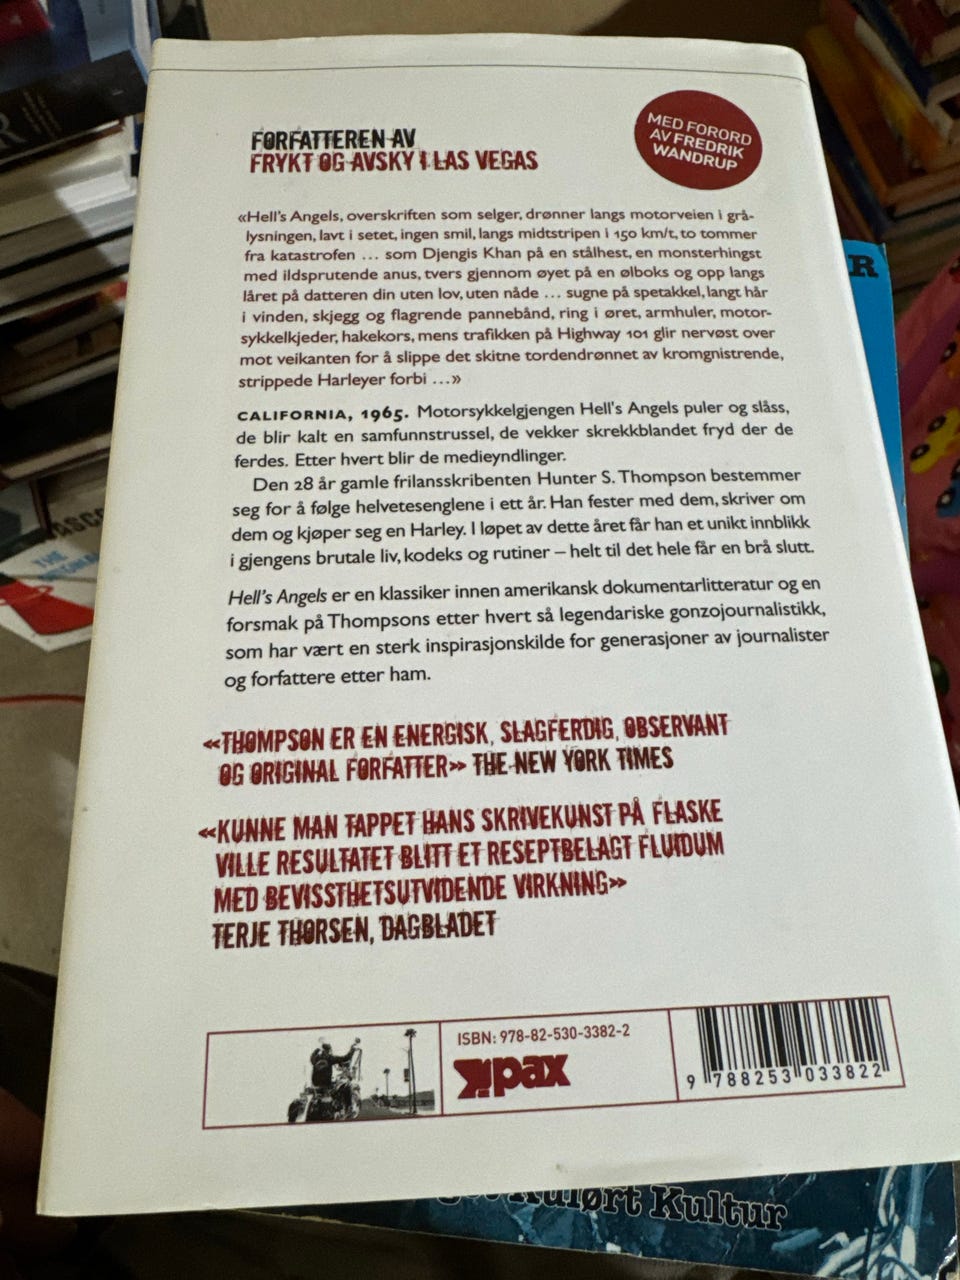 FORFATTEREN AV
FRYKT OG AVSKY I LAS VEGAS
MED FORORD
AV FREDRIK
WANDRUP
«Hell's Angels, overskriften som selger, drønner langs motorveien i grå-
lysningen, lavt i setet, ingen smil, langs midtstripen i 150 km/t, to tommer
fra katastrofen ... som Djengis Khan på en stålhest, en monsterhingst
med ildsprutende anus, tvers gjennom øyet på en ølboks og opp langs
låret på datteren din uten lov, uten nåde ... sugne på spetakkel, langt hår
i vinden, skjegg og flagrende pannebånd, ring i øret, armhuler, motor-
sykkelkjeder, hakekors, mens trafikken på Highway 101 glir nervøst over
mot veikanten for å slippe det skitne tordendrønnet av kromgnistrende,
strippede Harleyer forbi ...»
CALIFORNIA, 1965. Motorsykkelgjengen Hell's Angels puler og slåss,
de blir kalt en samfunnstrussel, de vekker skrekkblandet fryd der de
ferdes. Etter hvert blir de medieyndlinger.
Den 28 år gamle frilansskribenten Hunter S. Thompson bestemmer
seg for å følge helvetesenglene i ett år. Han fester med dem, skriver om
dem og kjøper seg en Harley. I løpet av dette året får han et unikt innblikk
i gjengens brutale liv, kodeks og rutiner – helt til det hele får en brå slutt.
Hell's Angels er en klassiker innen amerikansk dokumentarlitteratur og en
forsmak på Thompsons etter hvert så legendariske gonzojournalistikk,
som har vært en sterk inspirasjonskilde for generasjoner av journalister
og forfattere etter ham.
«THOMPSON ER EN ENERGISK, SLAGFERDIG, OBSERVANT
OG ORIGINAL FORFATTER» THE NEW YORK TIMES
«KUNNE MAN TAPPET HANS SKRIVEKUNST PÅ FLASKE
VILLE RESULTATET BLITT ET RESEPTBELAGT FLUIDUM
MED BEVISSTHETSUTVIDENDE VIRKNING»
TERJE THORSEN, DAGBLADET
ISBN: 978-82-530-3382-2
pax
9 788253 033822
R
Kulørt Kultur